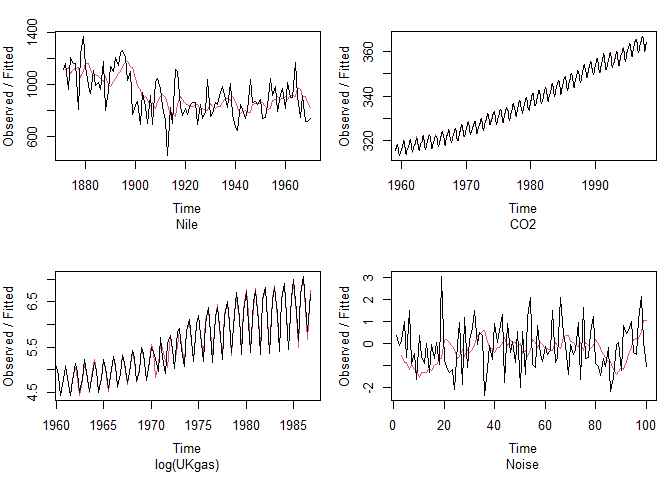 600 1000 1400
Observed / Fitted
1880 1900 1920 1940 1960
Time
Nile
320 340 360
Observed / Fitted
1960 1970 1980 1990
Time
CO2
4.5 5.5 6.5
Observed / Fitted
1960 1965 1970 1975 1980 1985
Time
log(UKgas)
-2 0 1 2 3
Observed / Fitted
0 20 40 60 80 100
Time
Noise